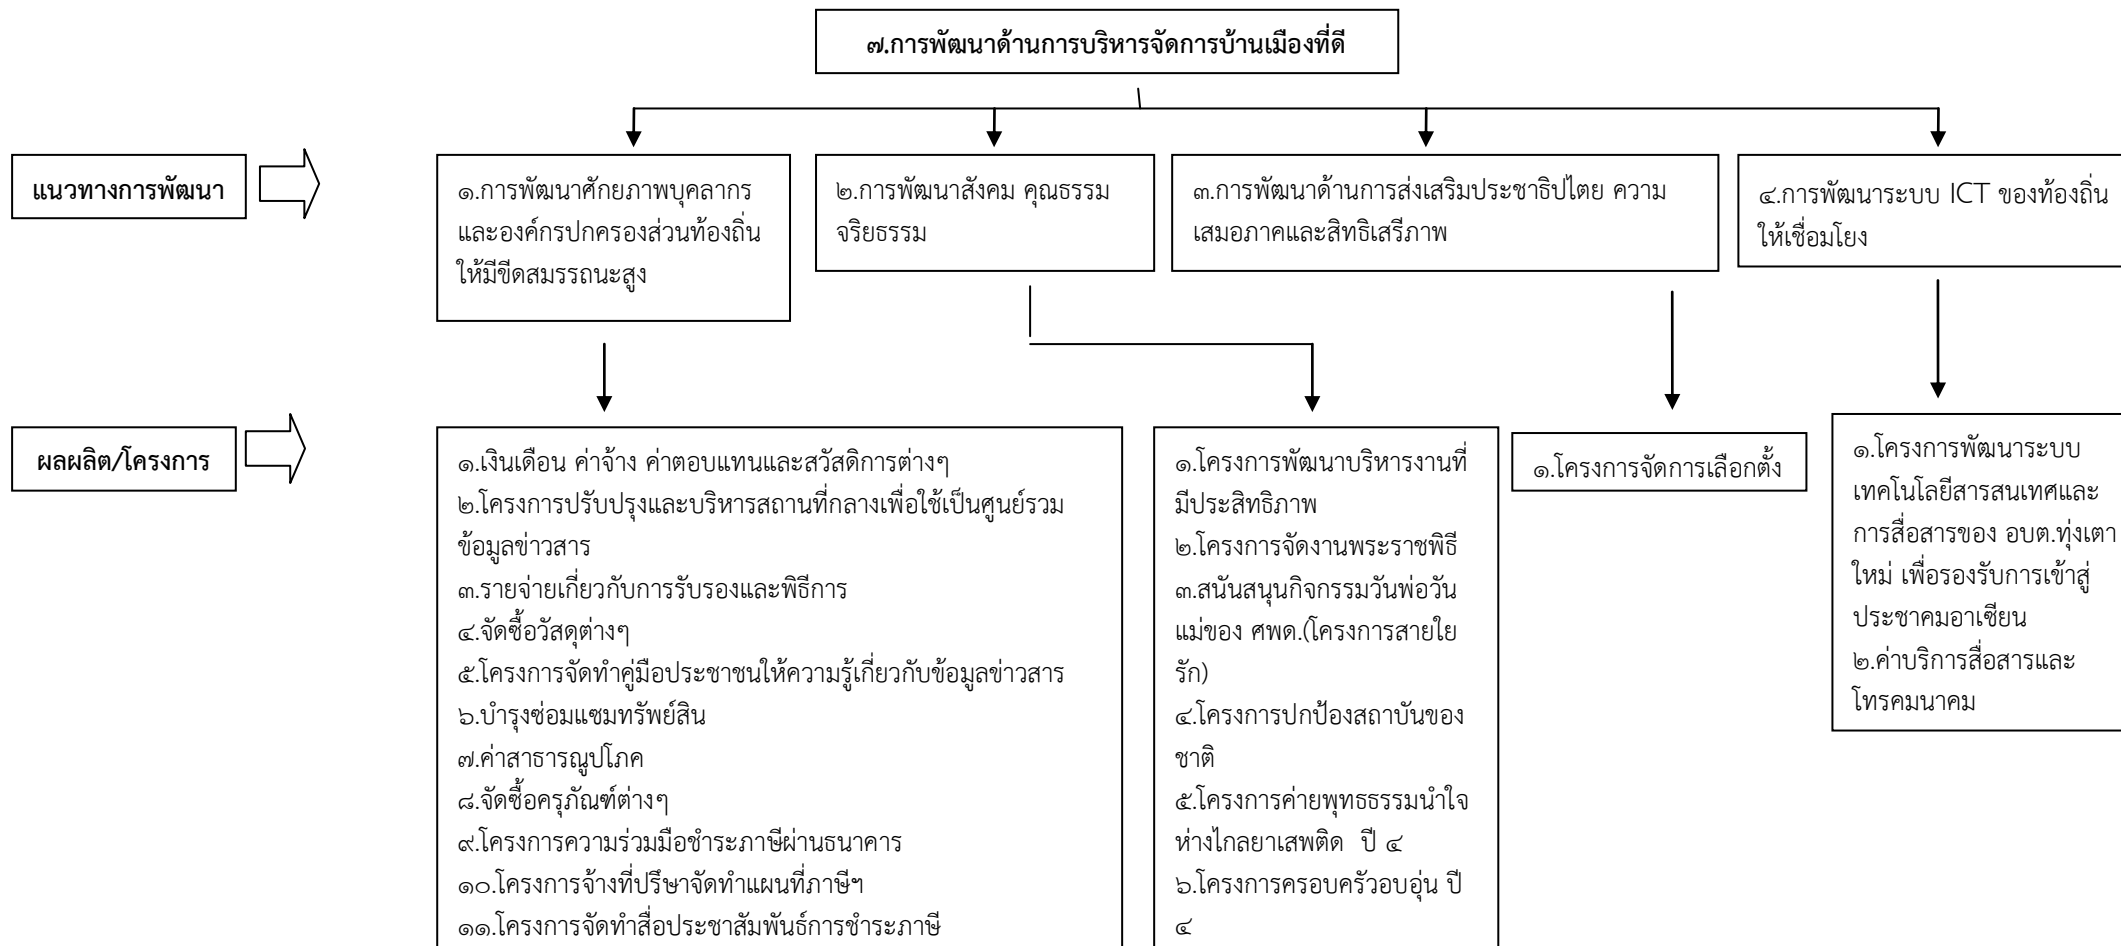 ๗.การพัฒนาด้านการบริหารจัดการบ้านเมืองที่ดี
แนวทางการพัฒนา
๑.การพัฒนาศักยภาพบุคลากร
และองค์กรปกครองส่วนท้องถิ่น
ให้มีขีดสมรรถนะสูง
๒.การพัฒนาสังคม คุณธรรม
จริยธรรม
๓.การพัฒนาด้านการส่งเสริมประชาธิปไตย ความ
เสมอภาคและสิทธิเสรีภาพ
๔.การพัฒนาระบบ ICT ของท้องถิ่น
ให้เชื่อมโยง
ผลผลิต/โครงการ
๑.เงินเดือน ค่าจ้าง ค่าตอบแทนและสวัสดิการต่างๆ
๒.โครงการปรับปรุงและบริหารสถานที่กลางเพื่อใช้เป็นศูนย์รวม
ข้อมูลข่าวสาร
๓.รายจ่ายเกี่ยวกับการรับรองและพิธีการ
๔.จัดซื้อวัสดุต่างๆ
๕.โครงการจัดทำคู่มือประชาชนให้ความรู้เกี่ยวกับข้อมูลข่าวสาร
๖.บำรุงซ่อมแซมทรัพย์สิน
๗.ค่าสาธารณูปโภค
๘.จัดซื้อครุภัณฑ์ต่างๆ
๙.โครงการความร่วมมือชำระภาษีผ่านธนาคาร
๑๐.โครงการจ้างที่ปรึษาจัดทำแผนที่ภาษีฯ
๑๑.โครงการจัดทำสื่อประชาสัมพันธ์การชำระภาษี
๑.โครงการพัฒนาบริหารงานที่
มีประสิทธิภาพ
๒.โครงการจัดงานพระราชพิธี
๓.สนันสนุนกิจกรรมวันพ่อวัน
แม่ของ ศพด.(โครงการสายใย
รัก)
๔.โครงการปกป้องสถาบันของ
ชาติ
๕.โครงการค่ายพุทธธรรมนำใจ
ห่างไกลยาเสพติด ปี ๔
๖.โครงการครอบครัวอบอุ่น ปี
๔
๑.โครงการจัดการเลือกตั้ง
๑.โครงการพัฒนาระบบ
เทคโนโลยีสารสนเทศและ
การสื่อสารของ อบต.ทุ่งเตา
ใหม่ เพื่อรองรับการเข้าสู่
ประชาคมอาเซียน
๒.ค่าบริการสื่อสารและ
โทรคมนาคม